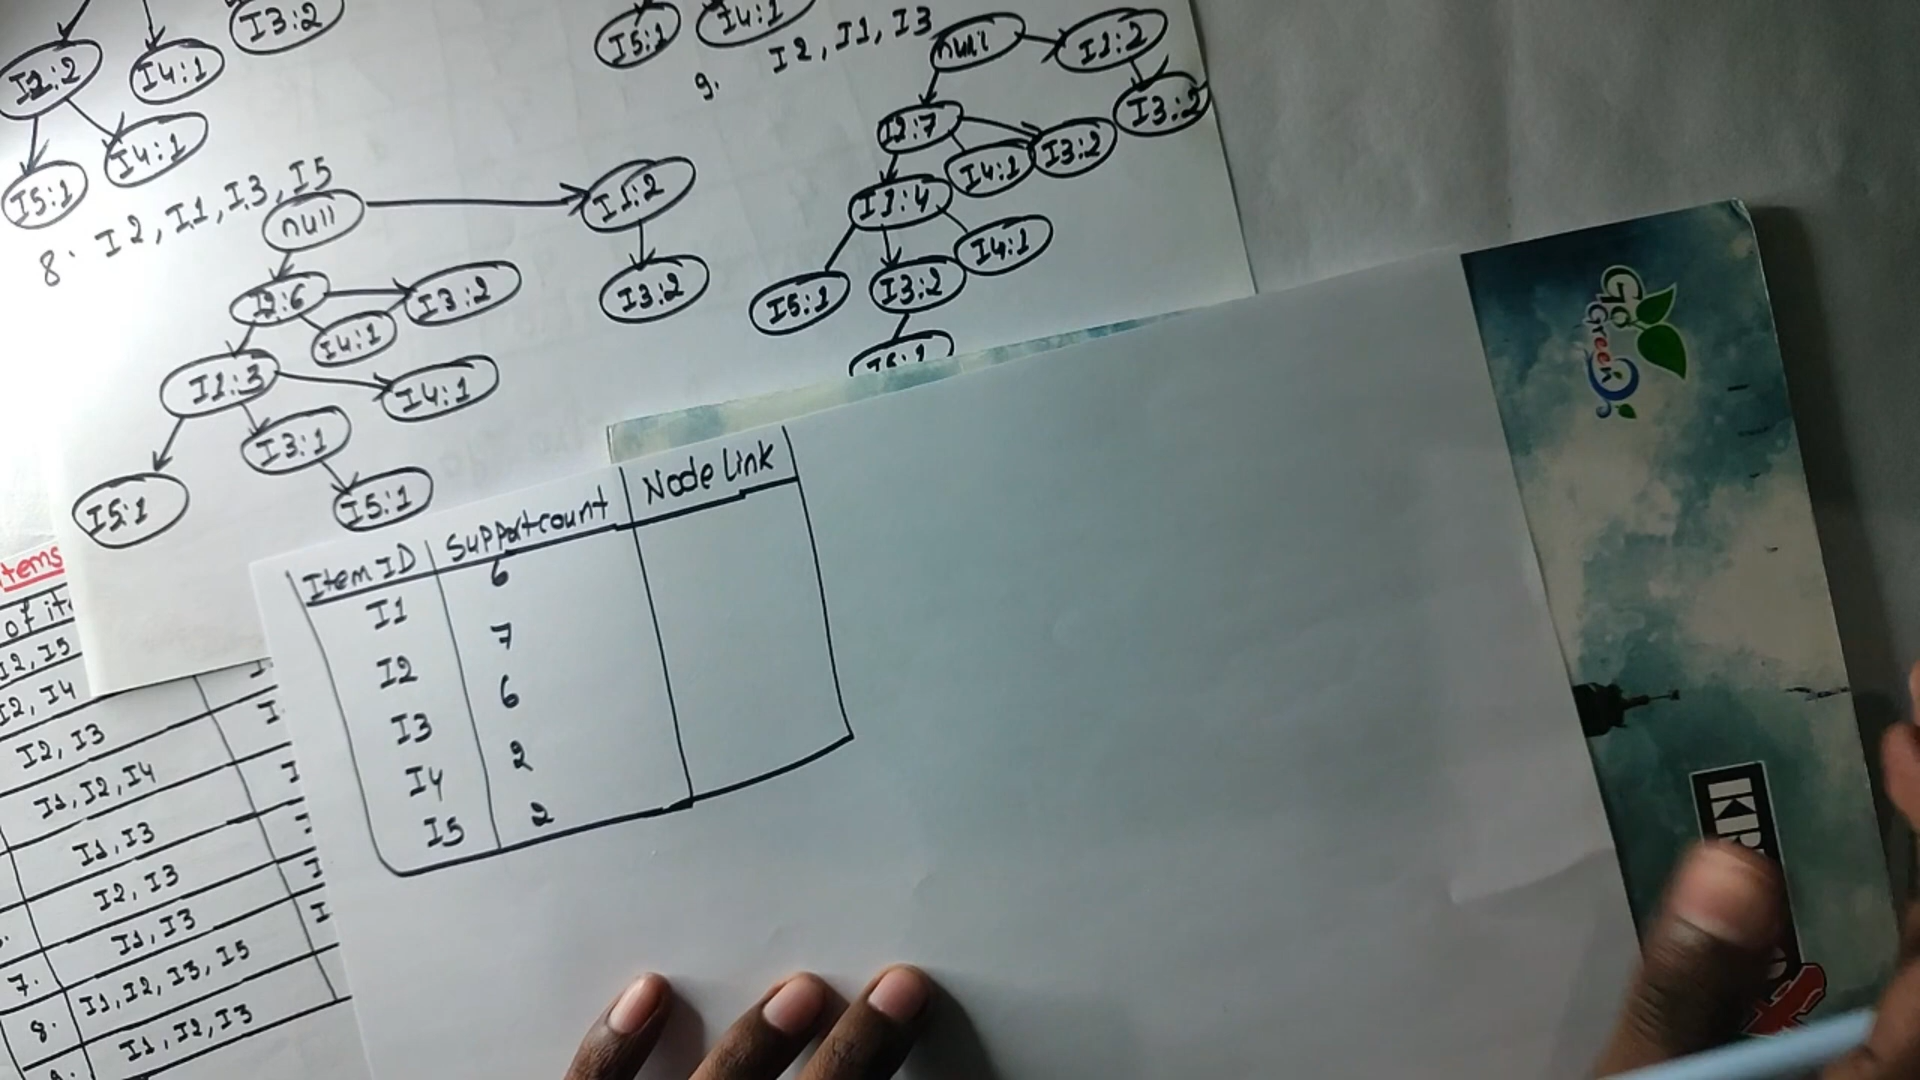 I3:2
I2:2
I4:1
I4:1
I5:1
8. I2, I1, I3, I5
null
I1:2
I2:6
I3:2
I4:1
I3:2
I1:3
I4:1
I3:1
I5:1
I5:1
I5:1
I4:1
9. I2, I1, I3
null
I1:2
I2:7
I3:2
I4:1
I3:2
I1:4
I4:1
I5:1
I3:2
Item ID Support count Node Link
I1 6
I2 7
I3 6
I4 2
I5 2
tems
of it
I2, I5
I2, I4
I2, I3
I1, I2, I4
I1, I3
I2, I3
7. I1, I3
8. I1, I2, I3, I5
9. I1, I2, I3
Go
Green